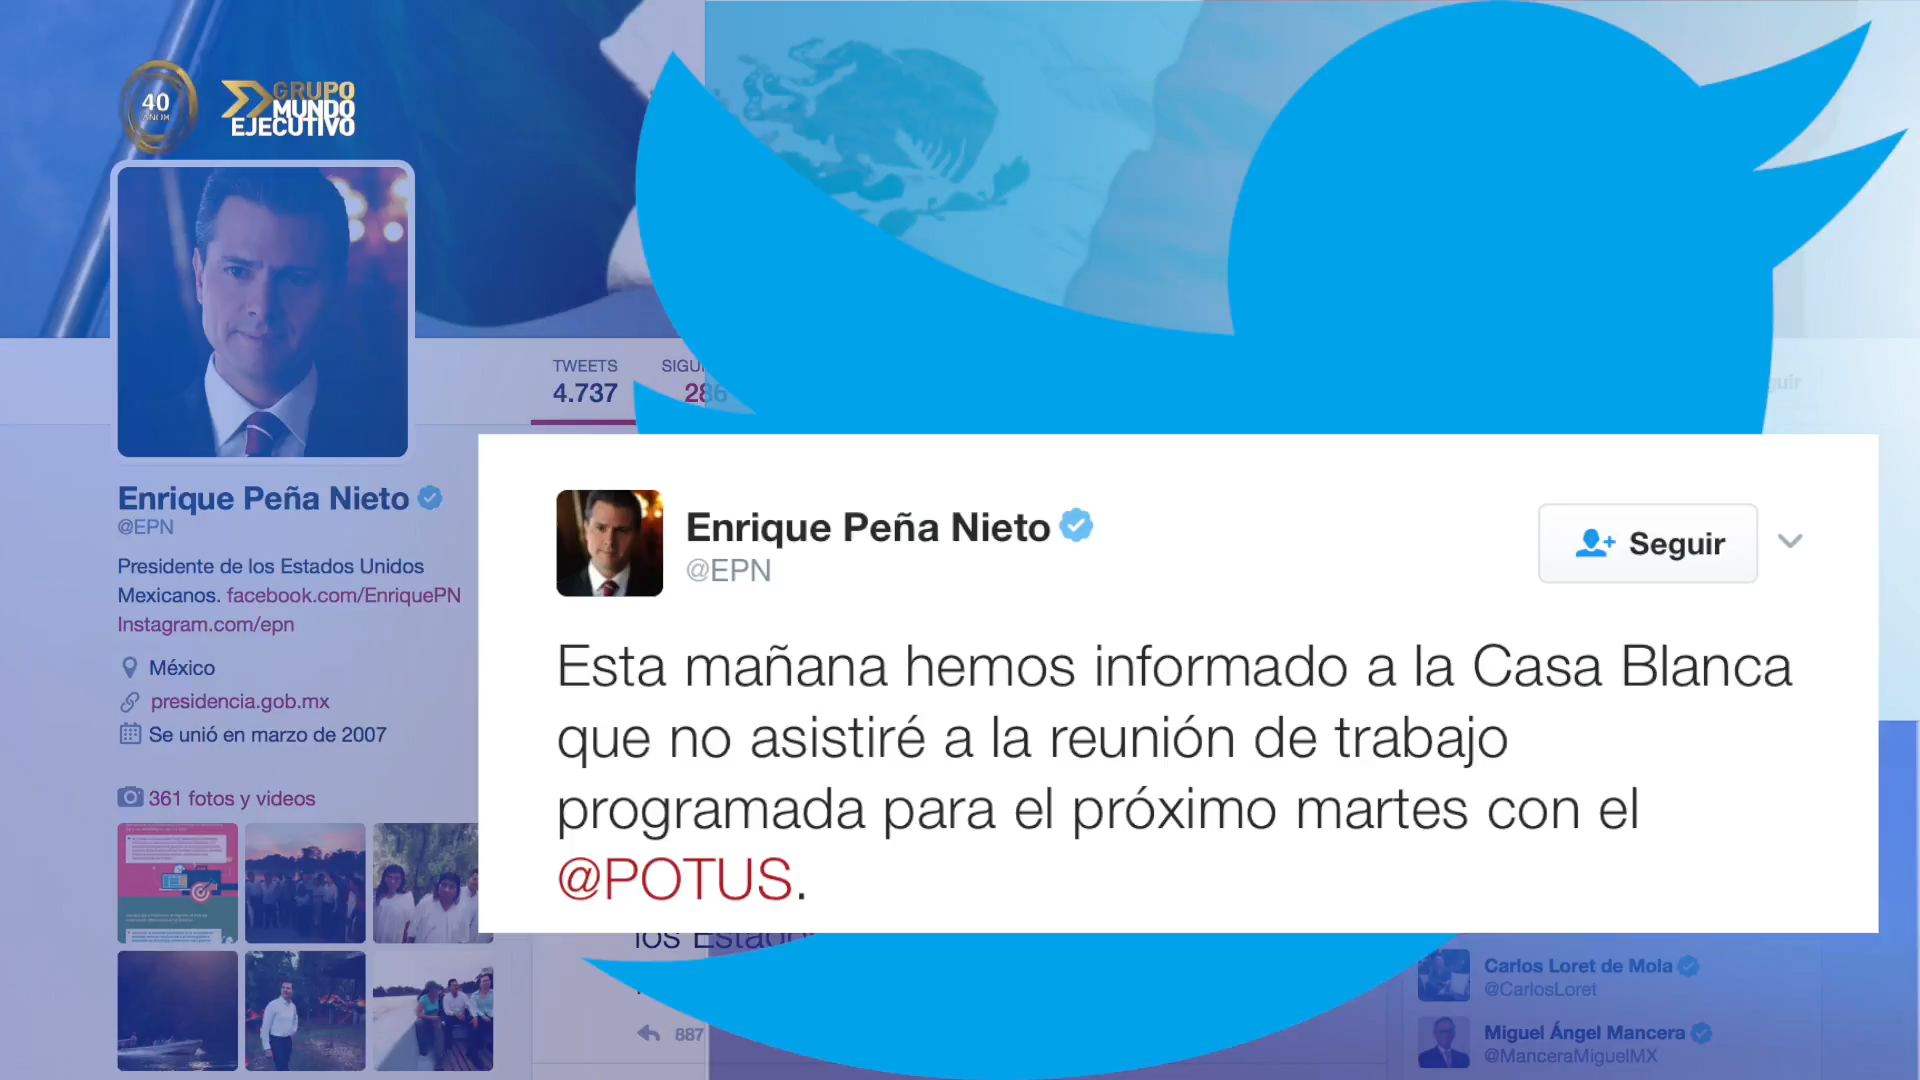 40
AÑOS
GRUPO
MUNDO
EJECUTIVO
TWEETS
4.737
286
Enrique Peña Nieto
@EPN
Presidente de los Estados Unidos
Mexicanos. facebook.com/EnriquePN
Instagram.com/epn
México
presidencia.gob.mx
Se unió en marzo de 2007
361 fotos y videos
Enrique Peña Nieto
@EPN
Seguir
Esta mañana hemos informado a la Casa Blanca
que no asistiré a la reunión de trabajo
programada para el próximo martes con el
@POTUS.
los
887
Carlos Loret de Mola
@CarlosLoret
Miguel Ángel Mancera
@ManceraMiguelMX